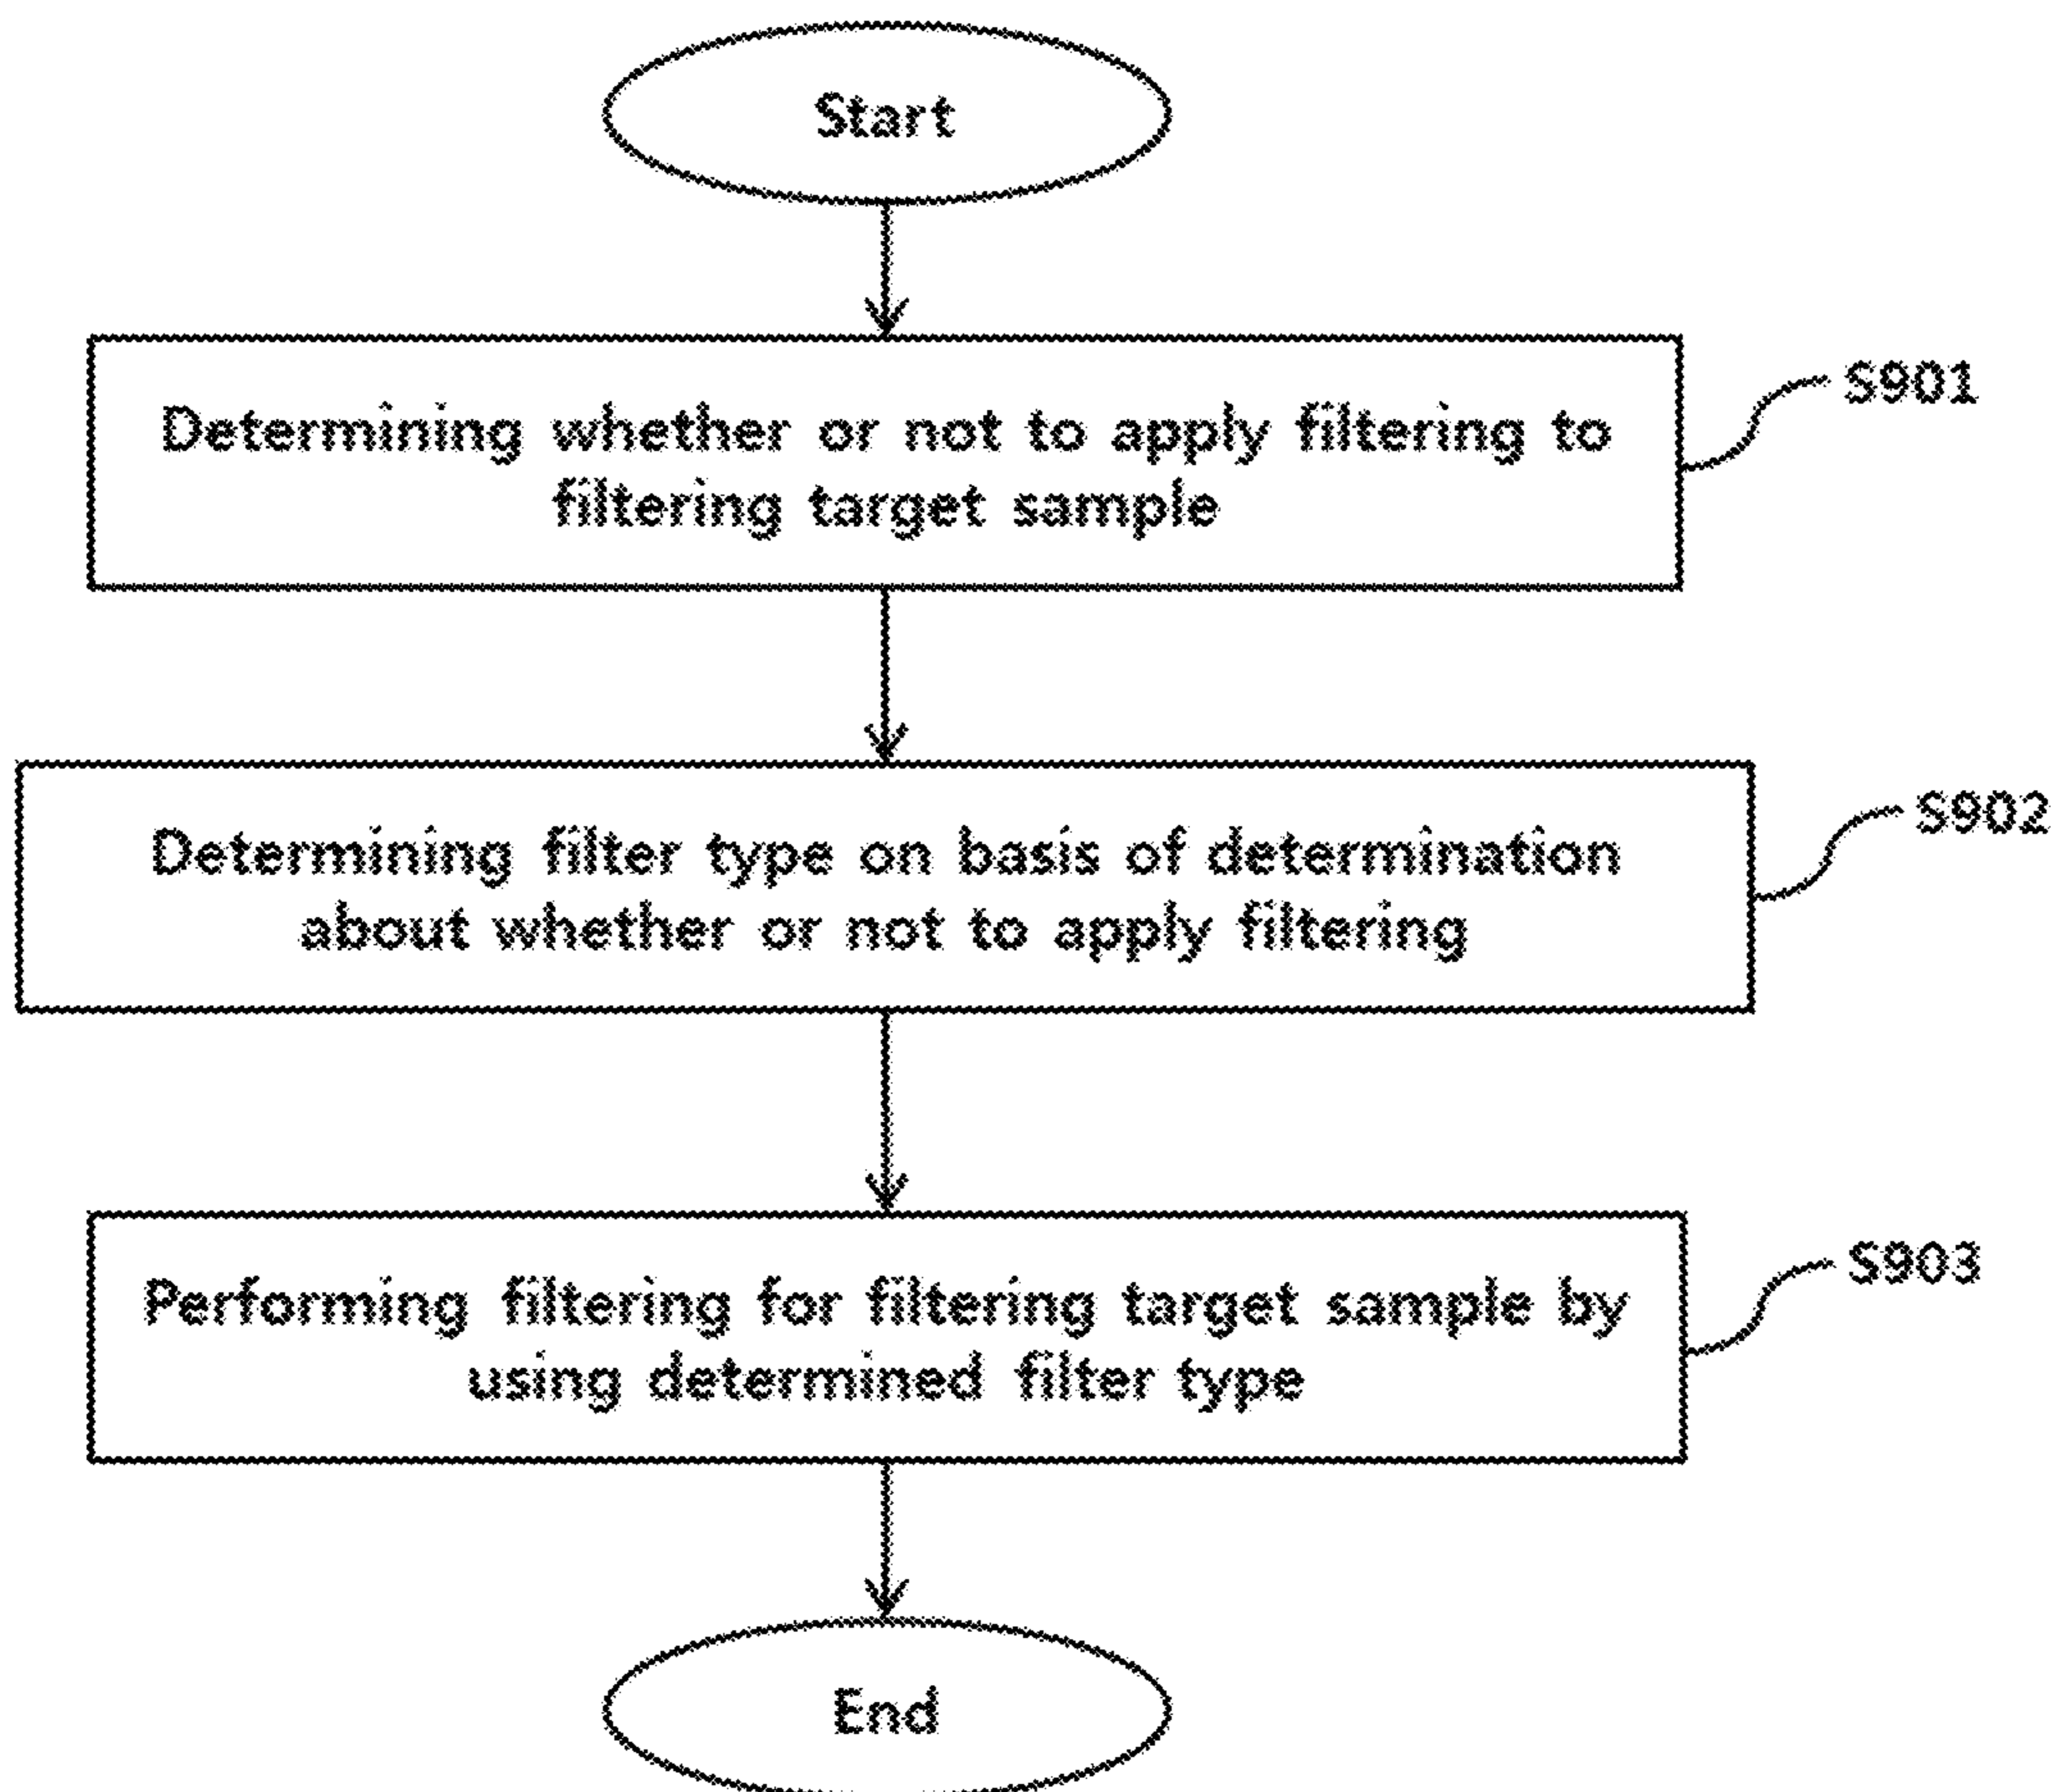 Start
Determining whether or not to apply filtering to
filtering target sample
S901
Determining filter type on basis of determination
about whether or not to apply filtering
S902
Performing filtering for filtering target sample by
using determined filter type
S903
End